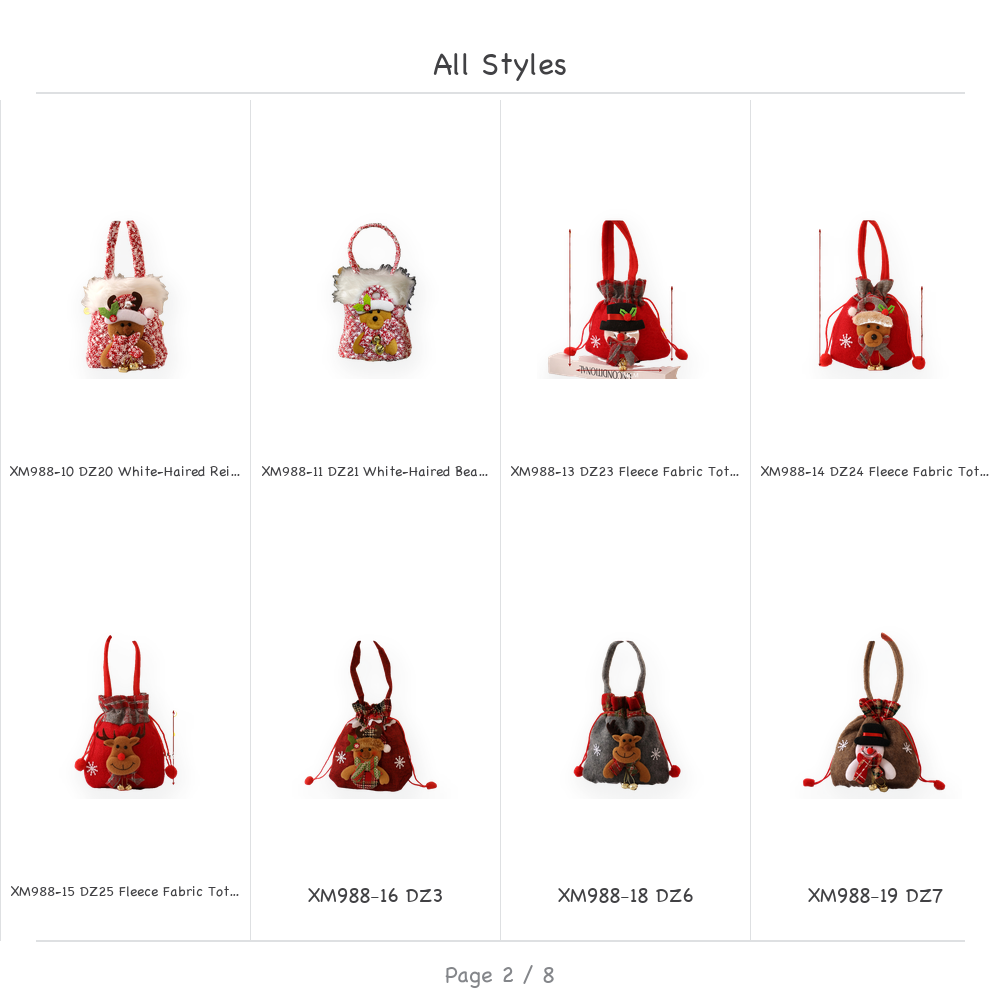 All Styles
XM988-10 DZ20 White-Haired Rei...
XM988-11 DZ21 White-Haired Bea...
XM988-13 DZ23 Fleece Fabric Tot...
XM988-14 DZ24 Fleece Fabric Tot...
UNCONDITIONAL
XM988-15 DZ25 Fleece Fabric Tot...
XM988-16 DZ3
XM988-18 DZ6
XM988-19 DZ7
Page 2 / 8